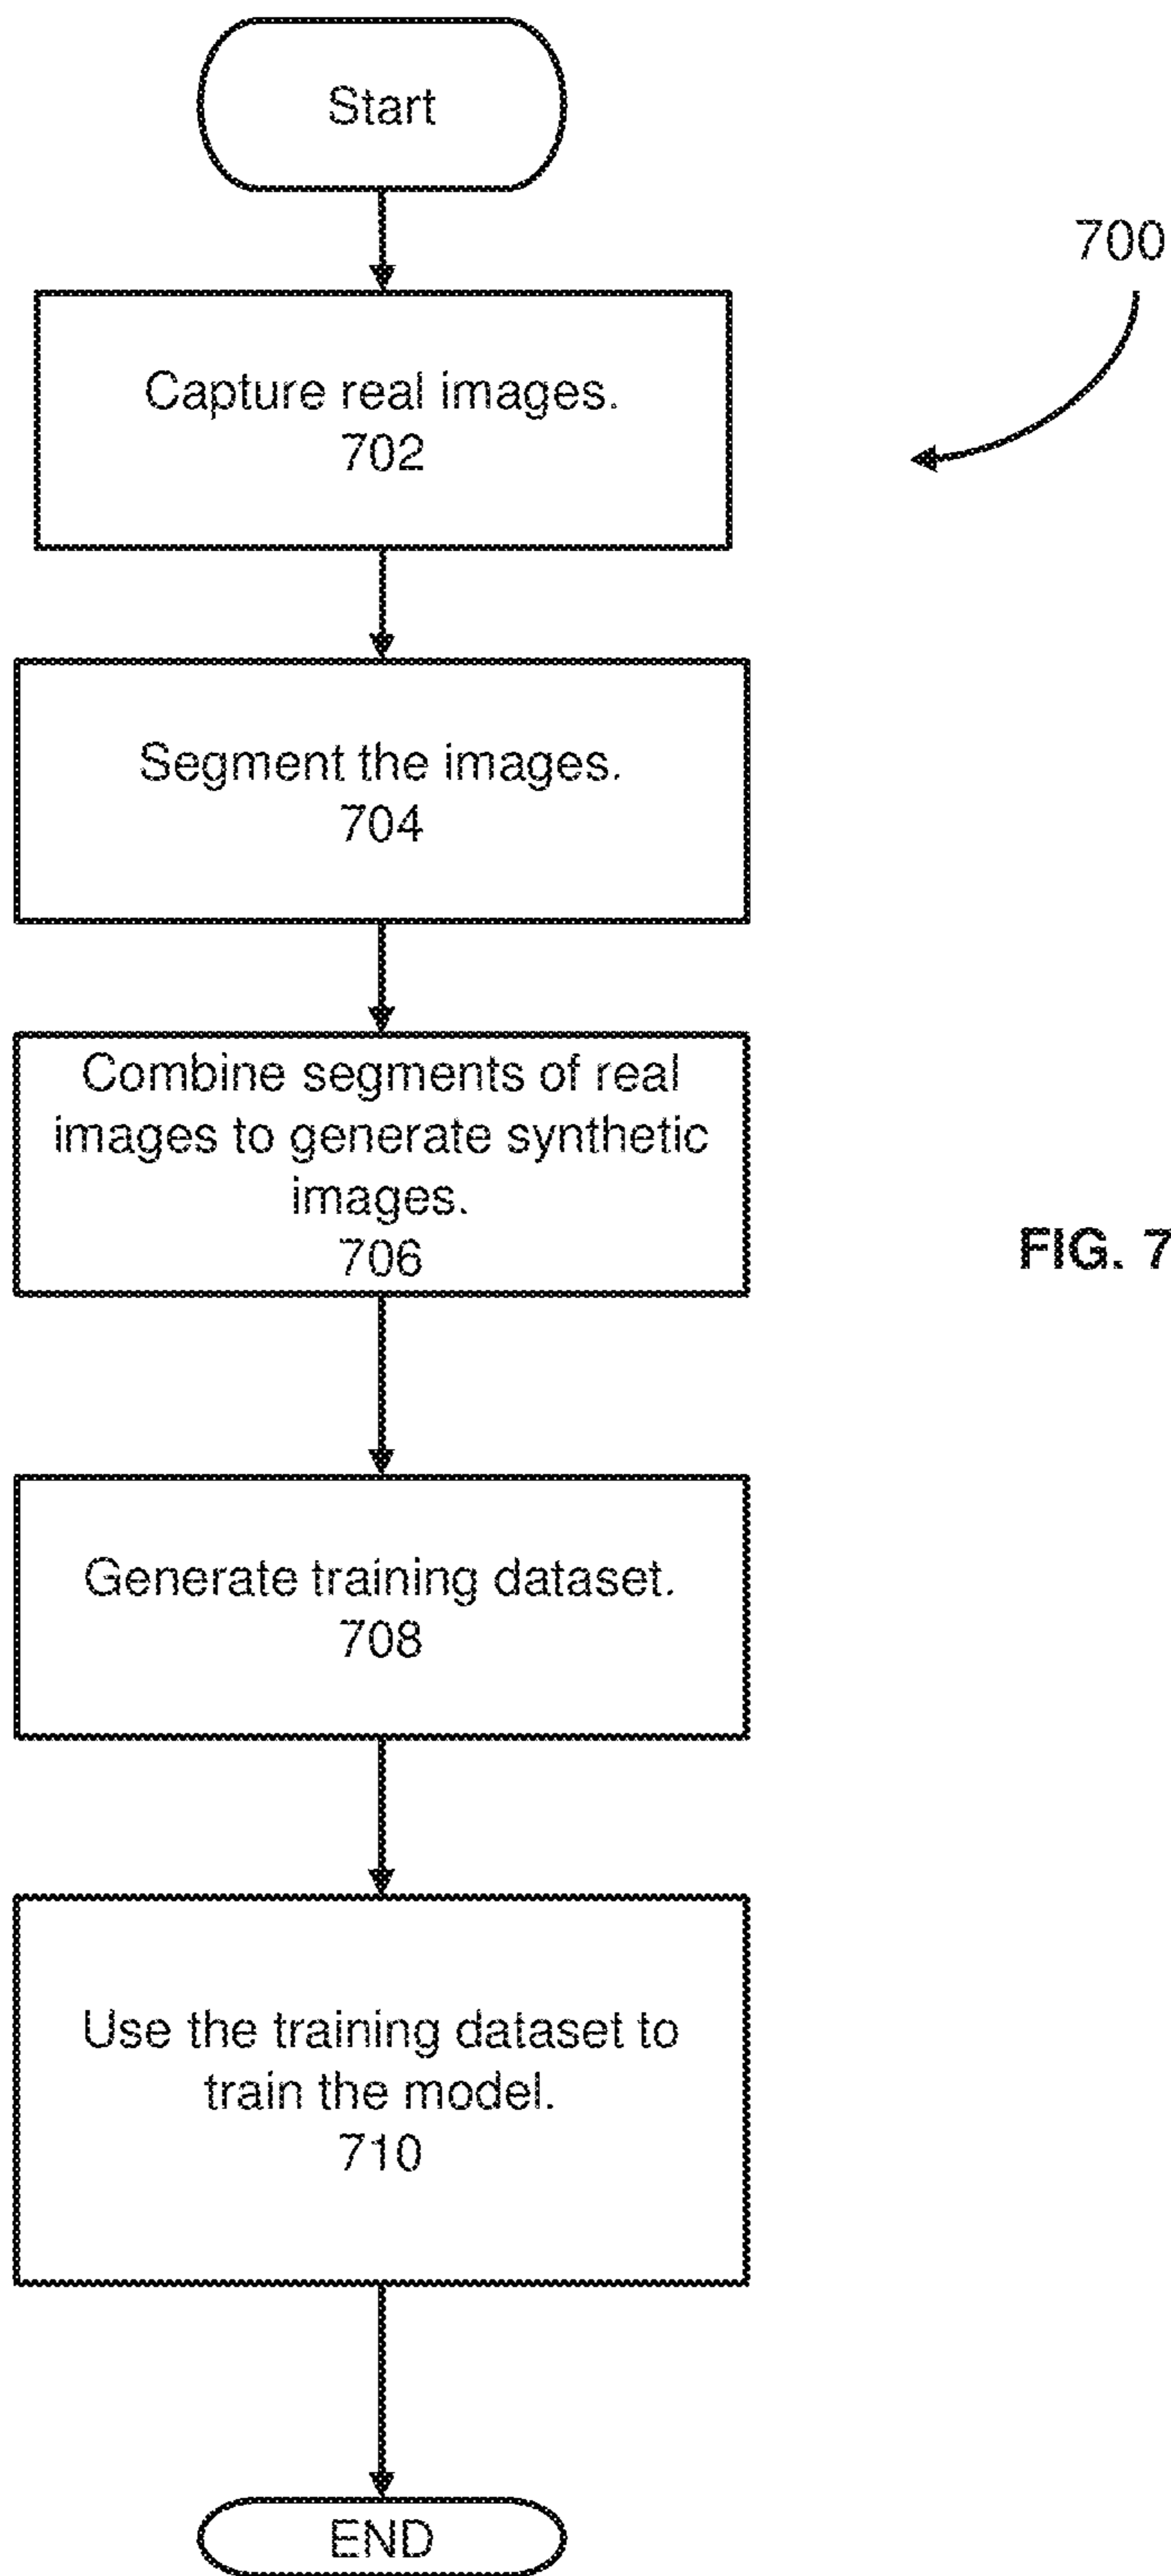 Start
700
Capture real images.
702
Segment the images.
704
Combine segments of real
images to generate synthetic
images.
706
FIG. 7
Generate training dataset.
708
Use the training dataset to
train the model.
710
END